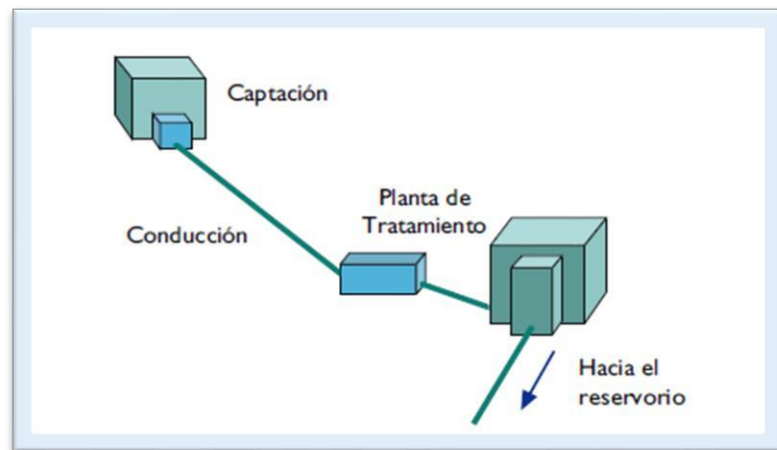 Captación
Planta de
Tratamiento
Conducción
Hacia el
reservorio